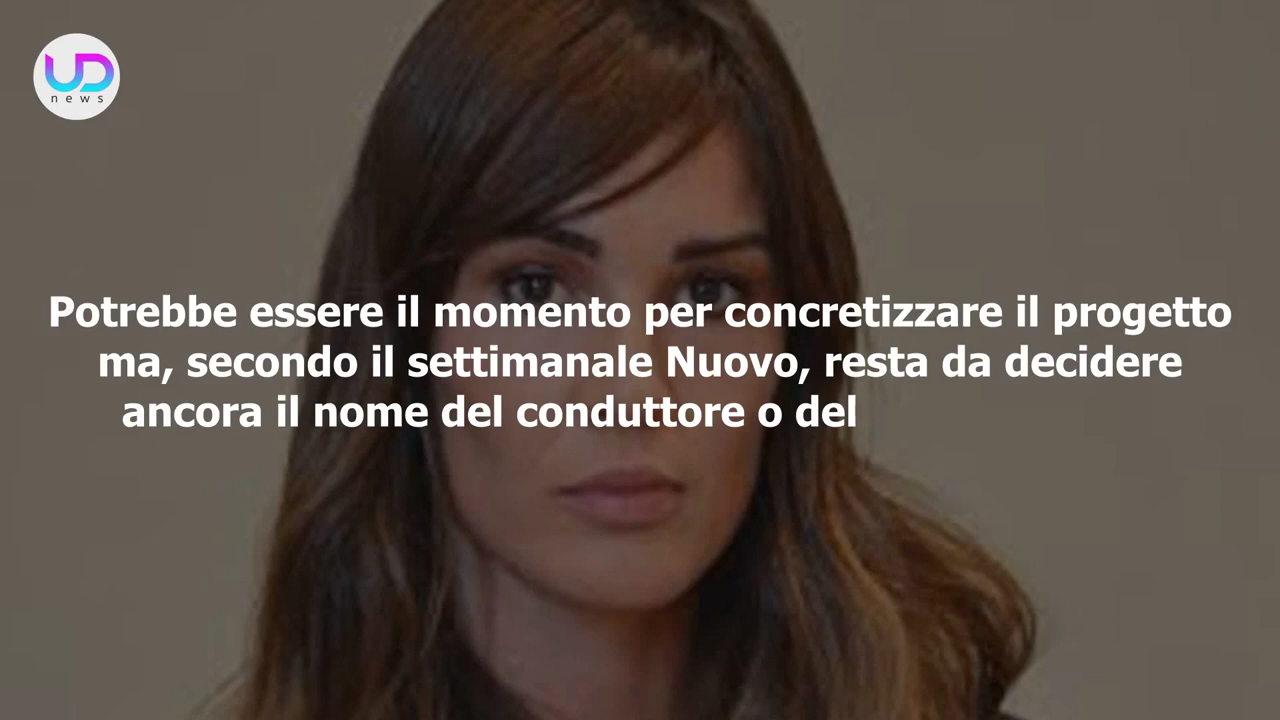 UD
news
Potrebbe essere il momento per concretizzare il progetto
ma, secondo il settimanale Nuovo, resta da decidere
ancora il nome del conduttore o del